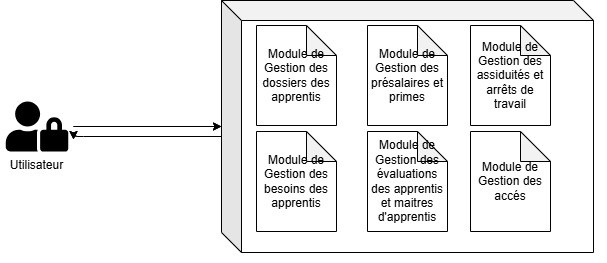 Module de
Gestion des
dossiers des
apprentis
Module de
Gestion des
présalaires et
primes
Module de
Gestion des
assiduités et
arrêts de
travail
Utilisateur
Module de
Gestion des
besoins des
apprentis
Module de
Gestion des
évaluations
des apprentis
et maitres
d'apprentis
Module de
Gestion des
accés